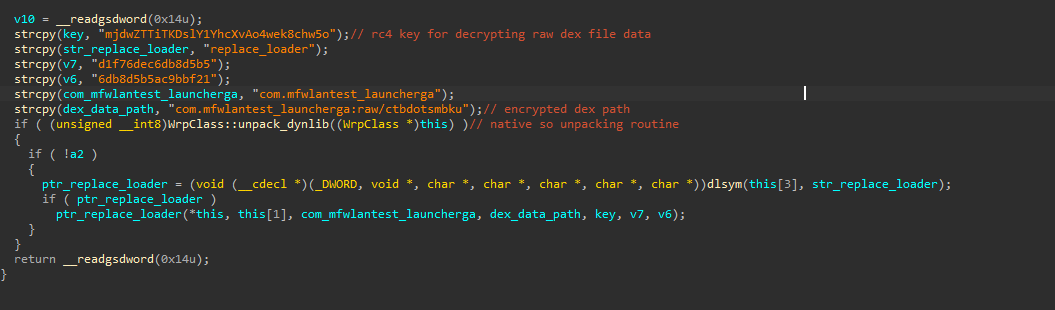 v10 = __readgsdword(0x14u);
strcpy(key, "mjdwZTTiTKDslY1YhcXvAo4wek8chw5o");// rc4 key for decrypting raw dex file data
strcpy(str_replace_loader, "replace_loader");
strcpy(v7, "d1f76dec6db8d5b5");
strcpy(v6, "6db8d5b5ac9bbf21");
strcpy(com_mfwlantest_launcherga, "com.mfwlantest_launcherga");
strcpy(dex_data_path, "com.mfwlantest_launcherga:raw/ctbdotsmbku");// encrypted dex path
if ( (unsigned __int8)WrpClass::unpack_dynlib((WrpClass *)this) )// native so unpacking routine
{
if ( !a2 )
{
ptr_replace_loader = (void (__cdecl *)(_DWORD, void *, char *, char *, char *, char *, char *))dlsym(this[3], str_replace_loader);
if ( ptr_replace_loader )
ptr_replace_loader(*this, this[1], com_mfwlantest_launcherga, dex_data_path, key, v7, v6);
}
}
return __readgsdword(0x14u);
}